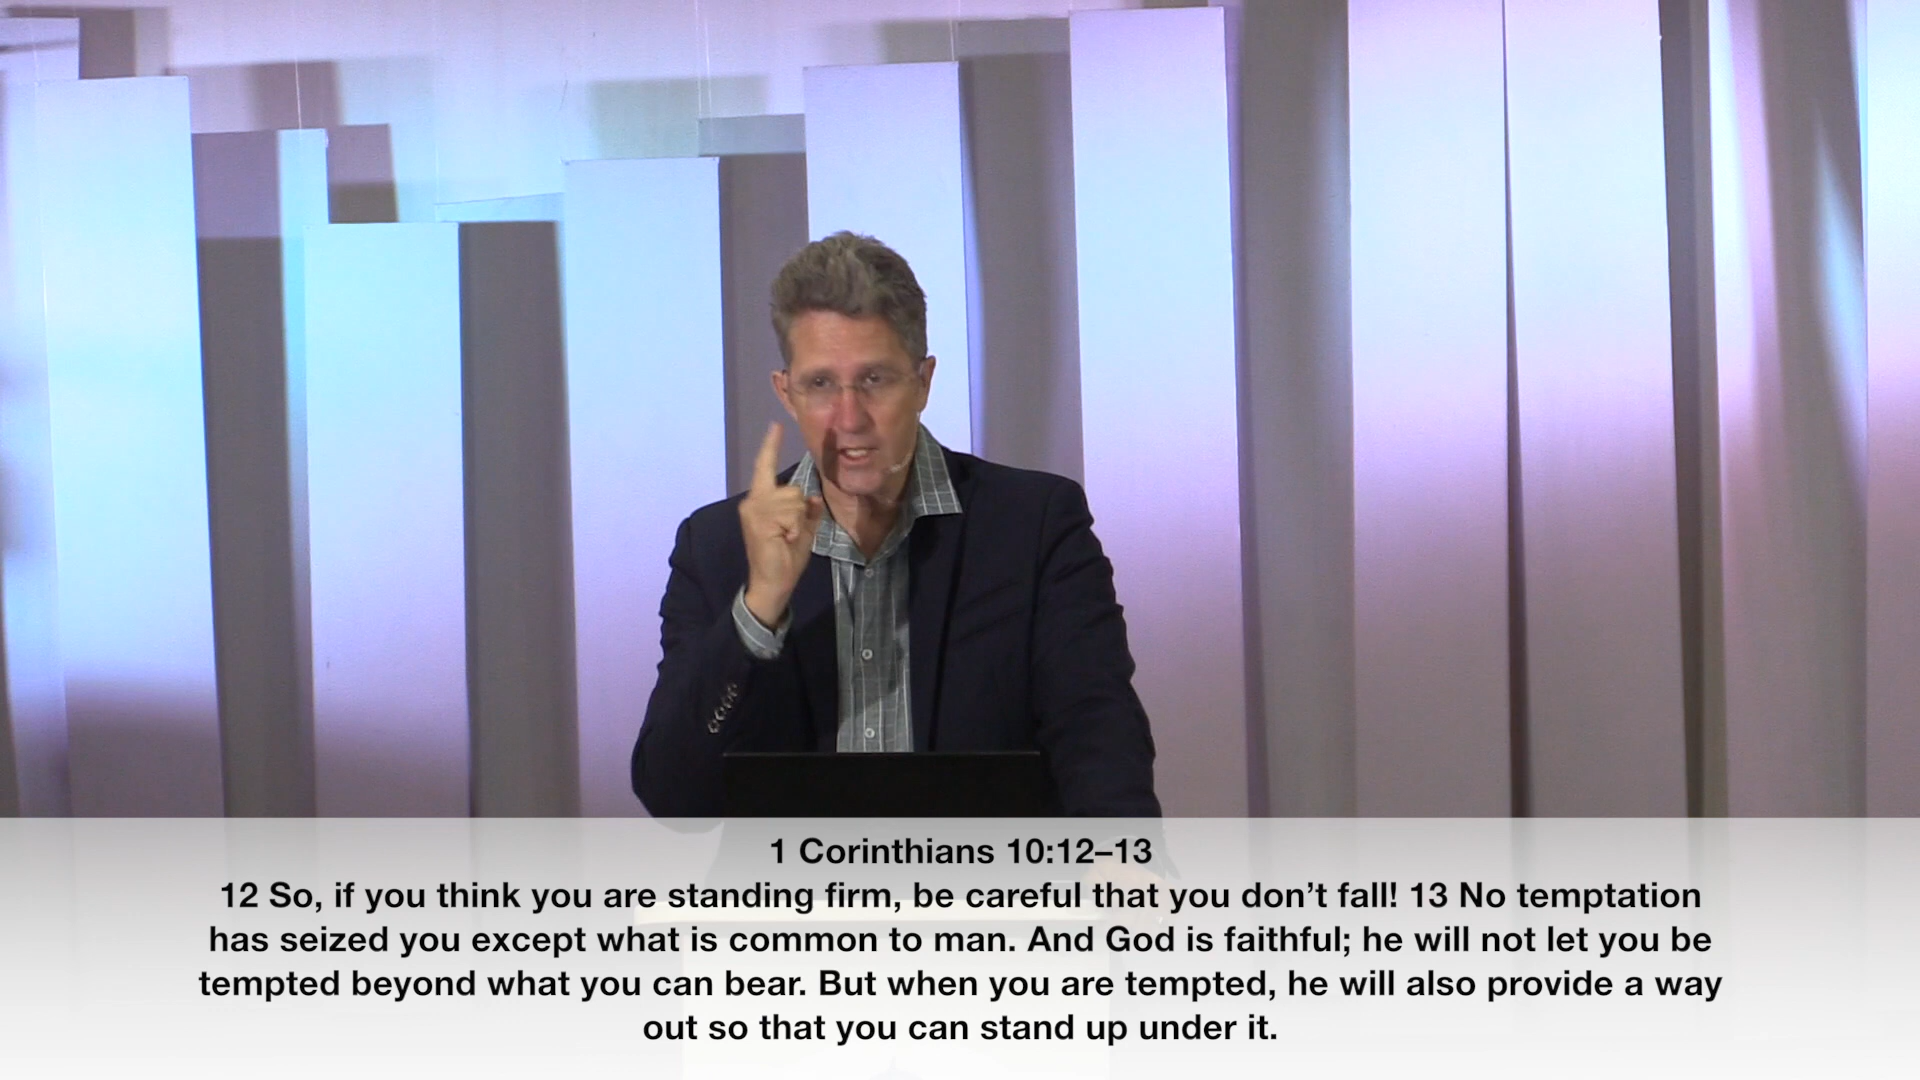 1 Corinthians 10:12–13
12 So, if you think you are standing firm, be careful that you don’t fall! 13 No temptation
has seized you except what is common to man. And God is faithful; he will not let you be
tempted beyond what you can bear. But when you are tempted, he will also provide a way
out so that you can stand up under it.